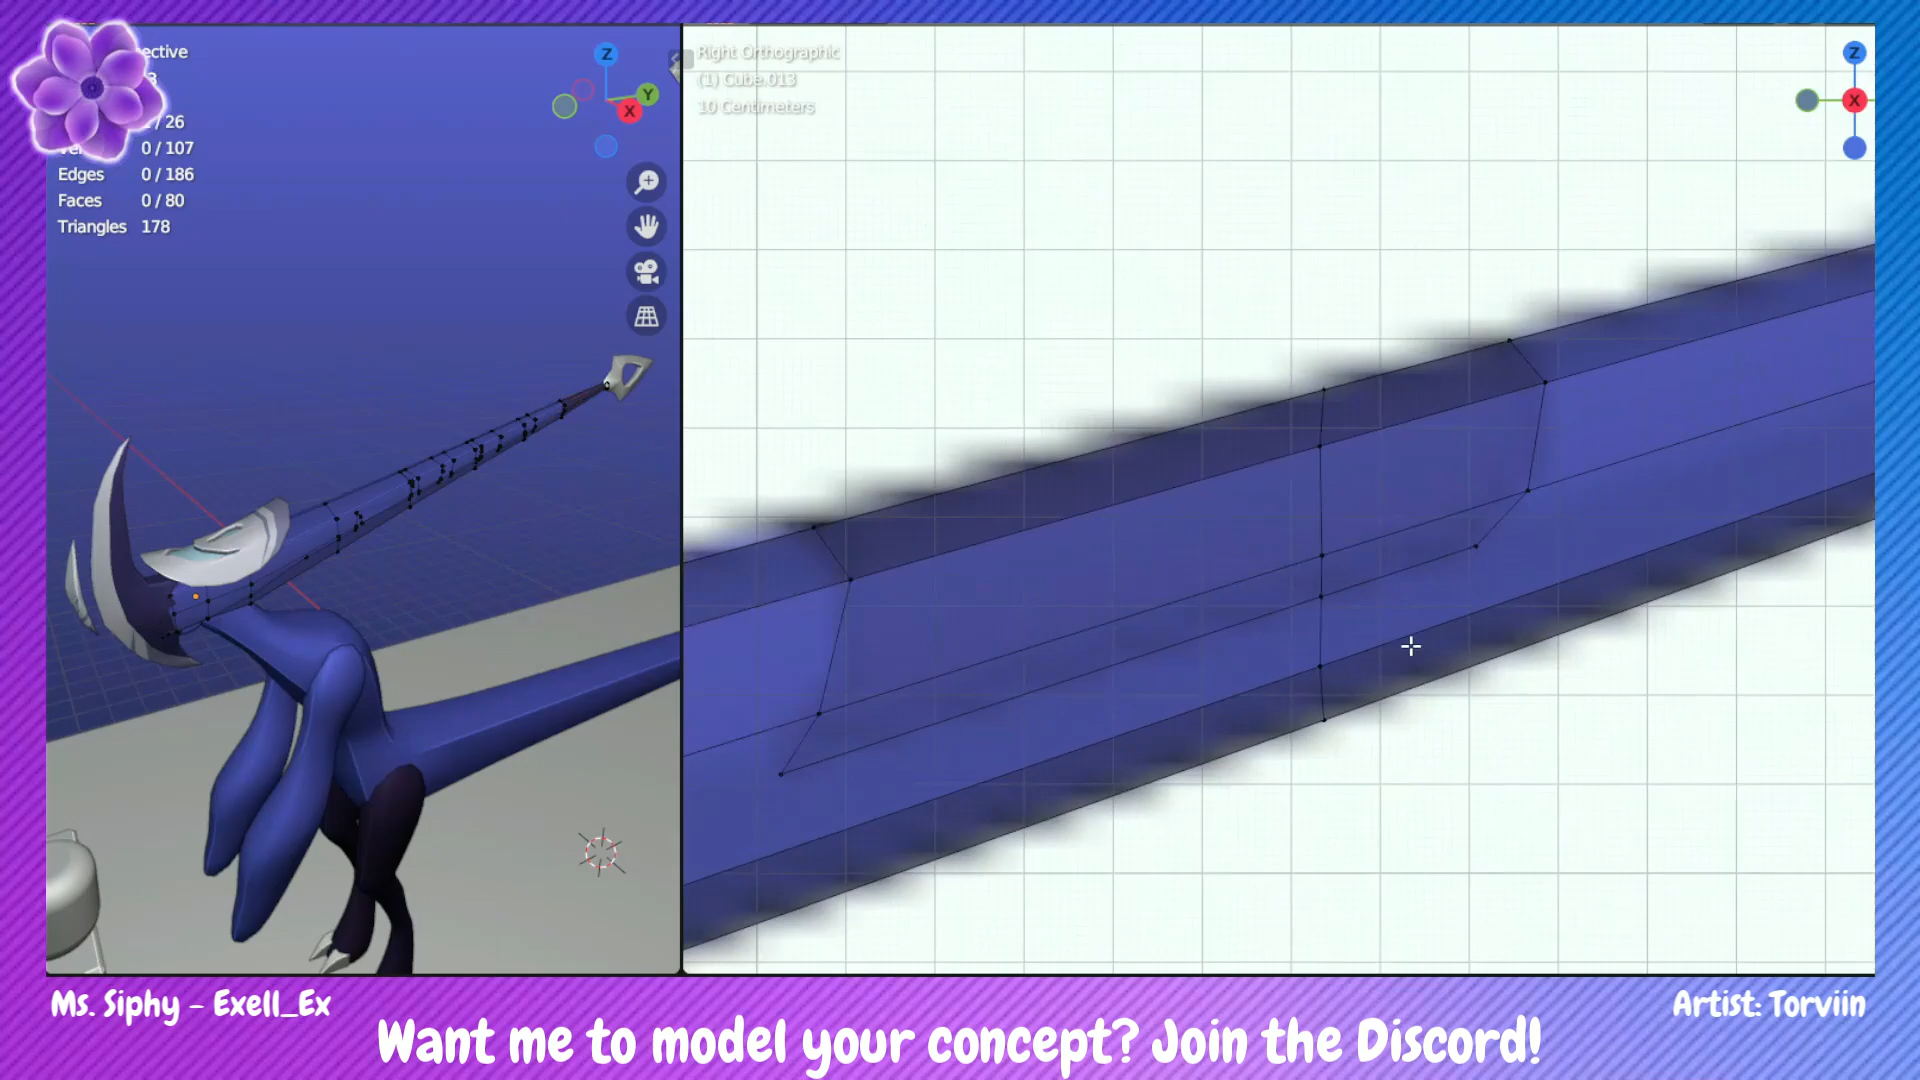 ective
3
/ 26
0 / 107
Edges 0 / 186
Faces 0 / 80
Triangles 178
Z
Y
X
Right Orthographic
(1) Cube.013
10 Centimeters
Z
X
Ms. Siphy - Exell_Ex
Artist: Torviin
Want me to model your concept? Join the Discord!